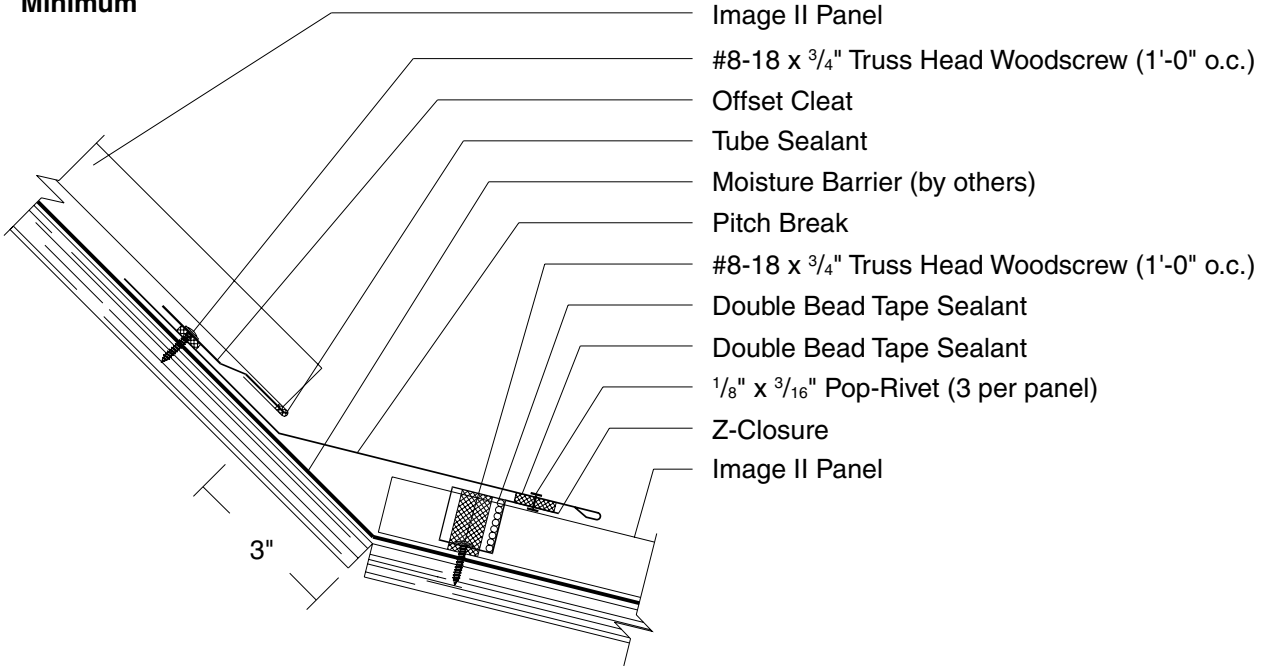 Minimum
Image II Panel
#8-18 x 3/4" Truss Head Woodscrew (1'-0" o.c.)
Offset Cleat
Tube Sealant
Moisture Barrier (by others)
Pitch Break
#8-18 x 3/4" Truss Head Woodscrew (1'-0" o.c.)
Double Bead Tape Sealant
Double Bead Tape Sealant
1/8" x 3/16" Pop-Rivet (3 per panel)
Z-Closure
Image II Panel
3"